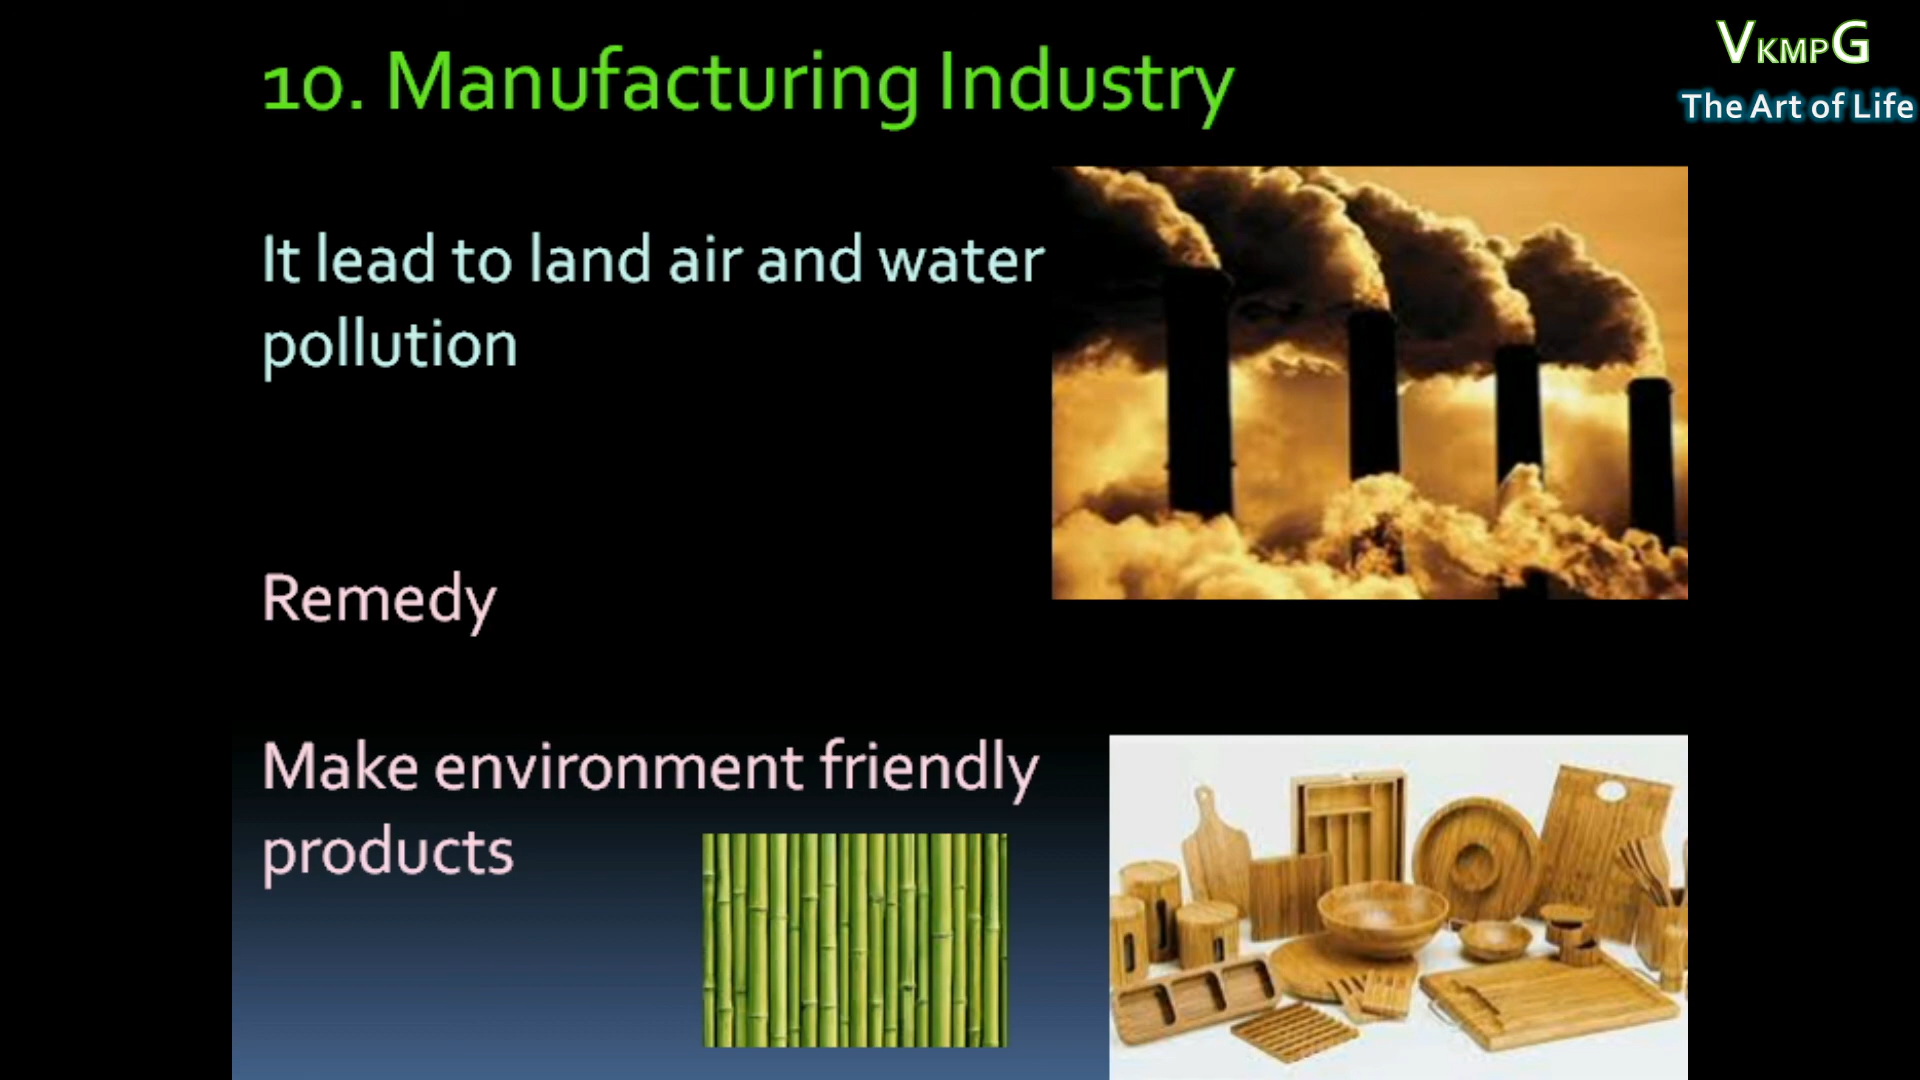 10. Manufacturing Industry
VKMPG
The Art of Life
It lead to land air and water
pollution
Remedy
Make environment friendly
products